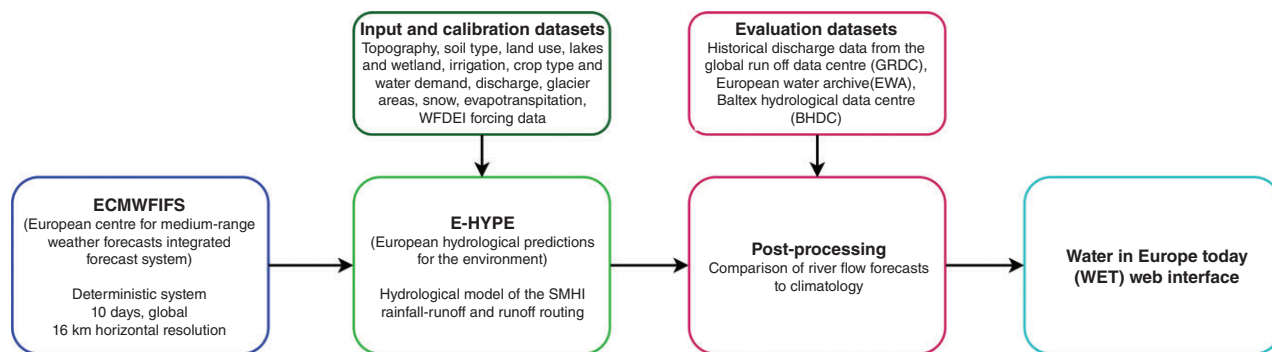 Input and calibration datasets
Topography, soil type, land use, lakes
and wetland, irrigation, crop type and
water demand, discharge, glacier
areas, snow, evapotranspitation,
WFDEI forcing data
Evaluation datasets
Historical discharge data from the
global run off data centre (GRDC),
European water archive(EWA),
Baltex hydrological data centre
(BHDC)
ECMWFIFS
(European centre for medium-range
weather forecasts integrated
forecast system)
Deterministic system
10 days, global
16 km horizontal resolution
E-HYPE
(European hydrological predictions
for the environment)
Hydrological model of the SMHI
rainfall-runoff and runoff routing
Post-processing
Comparison of river flow forecasts
to climatology
Water in Europe today
(WET) web interface